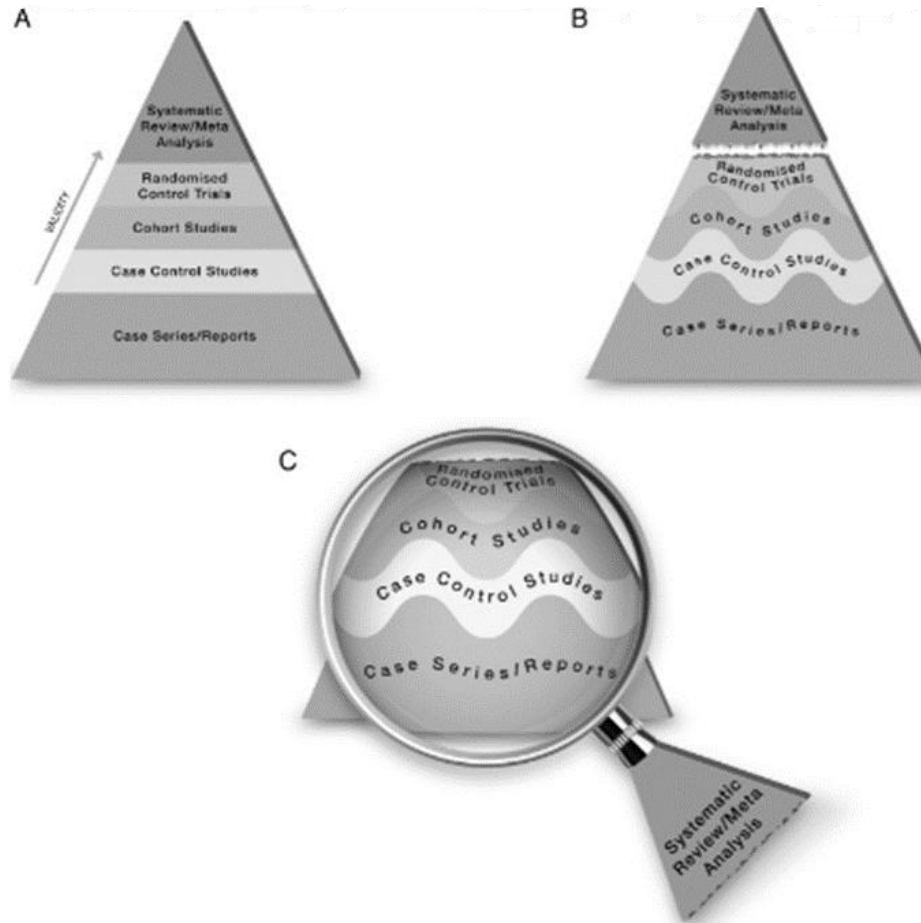 A
Systematic
Review/Meta
Analysis
Randomised
Control Trials
Cohort Studies
Case Control Studies
Case Series/Reports
VALIDITY
B
Systematic
Review/Meta
Analysis
Randomised
Control Trials
Cohort Studies
Case Control Studies
Case Series/Reports
C
Randomised
Control Trials
Cohort Studies
Case Control Studies
Case Series/Reports
Systematic
Review/Meta
Analysis